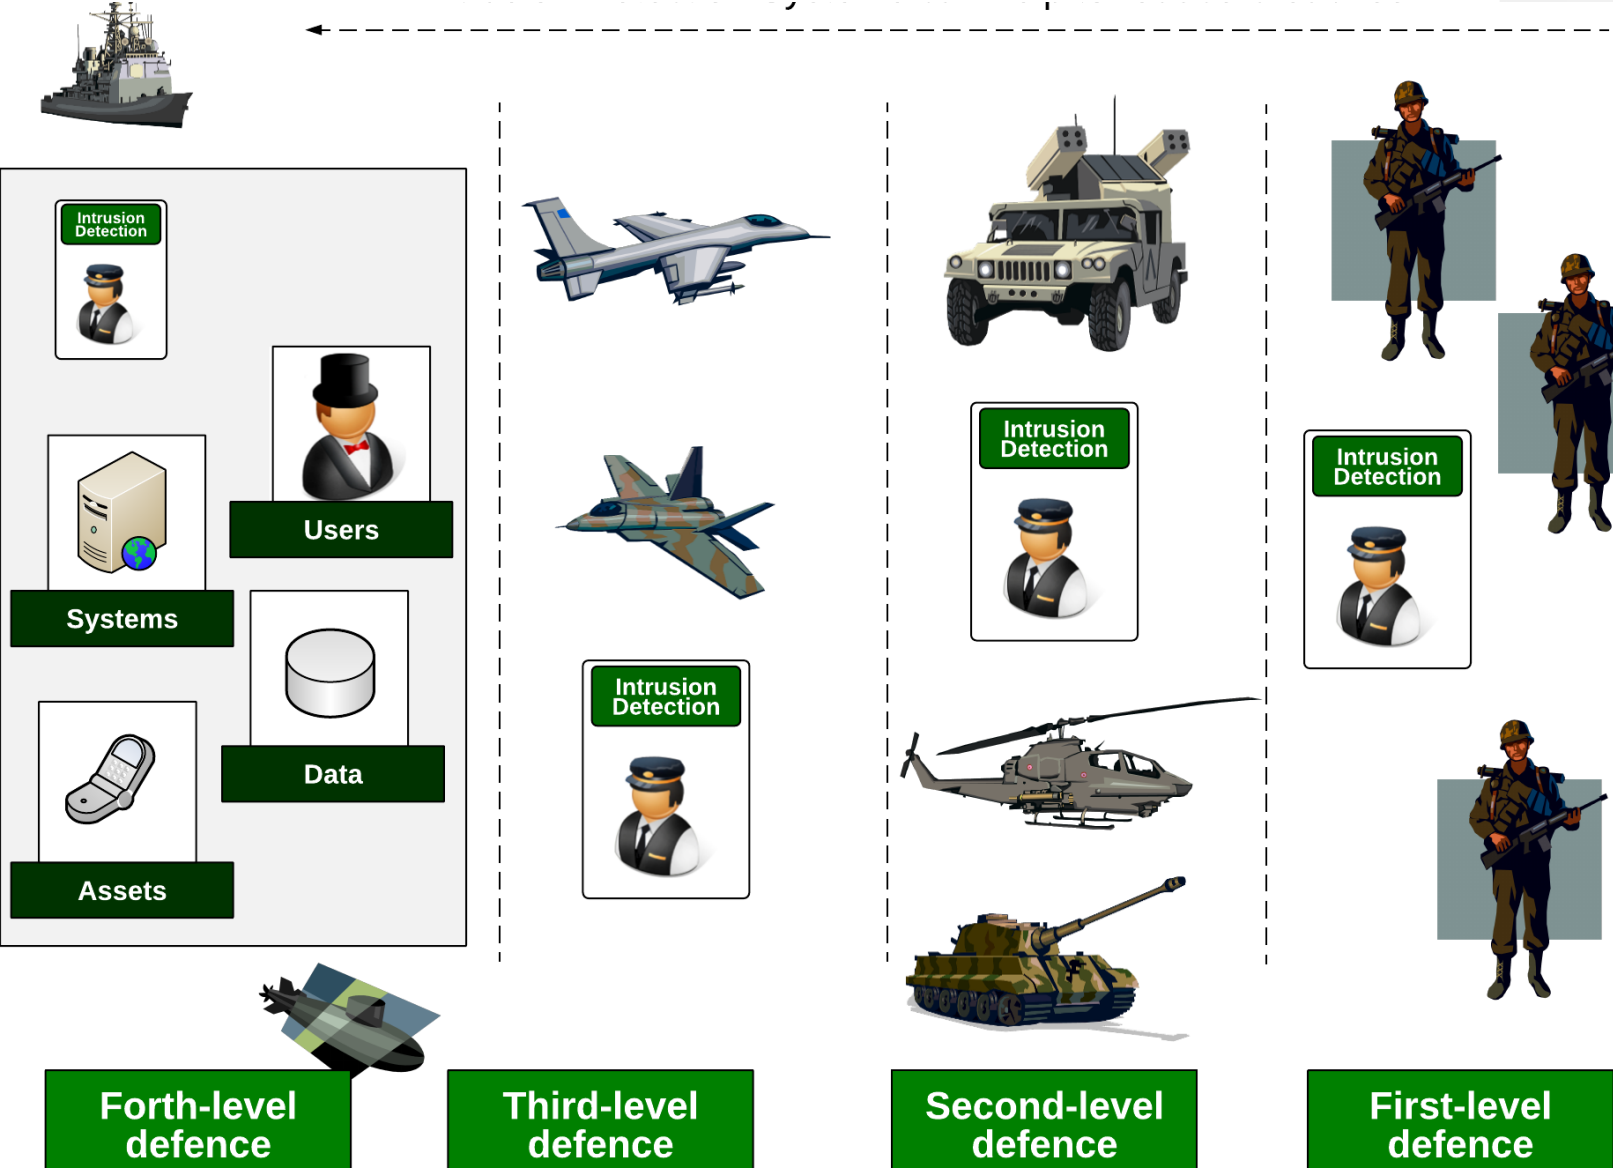 Intrusion
Detection
Users
Systems
Data
Assets
Intrusion
Detection
Intrusion
Detection
Intrusion
Detection
Forth-level
defence
Third-level
defence
Second-level
defence
First-level
defence